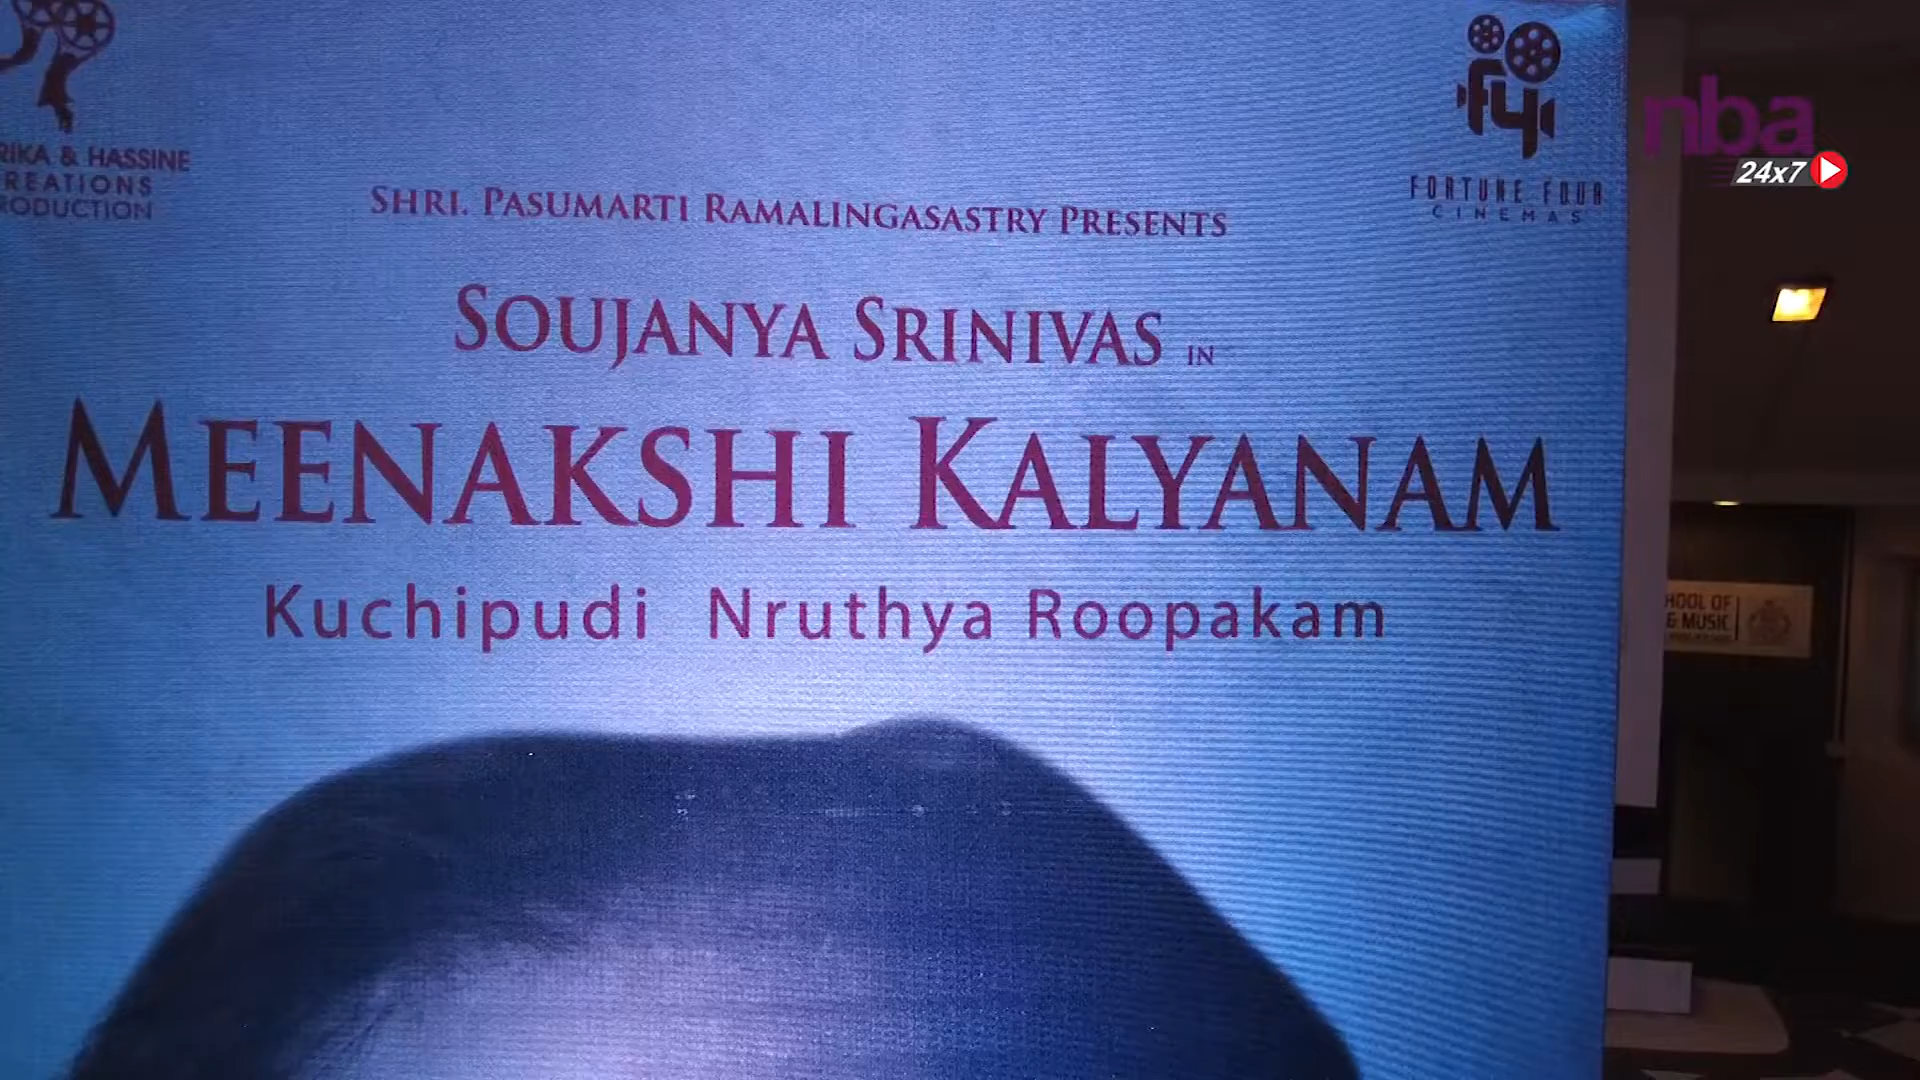 RIKA & HASSINE
REATIONS
RODUCTION
fy
FORTUNE FOUR
CINEMAS
nba
24x7
SHRI. PASUMARTI RAMALINGASASTRY PRESENTS
SOUJANYA SRINIVAS IN
MEENAKSHI KALYANAM
Kuchipudi Nruthya Roopakam
HOOL OF
& MUSIC